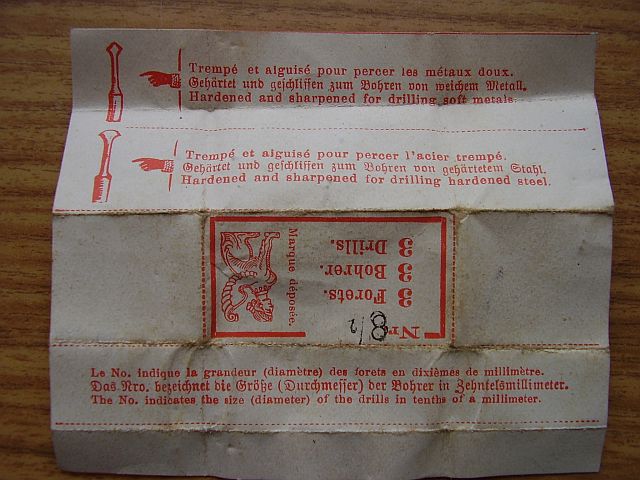 Trempé et aiguisé pour percer les métaux doux.
Gehärtet und geschliffen zum Bohren von weichem Metall.
Hardened and sharpened for drilling soft metals.
Trempé et aiguisé pour percer l'acier trempé.
Gehärtet und geschliffen zum Bohren von gehärtetem Stahl.
Hardened and sharpened for drilling hardened steel.
Nr 8½
3 Forets.
3 Bohrer.
3 Drills.
Marque déposée.
Le No. indique la grandeur (diamètre) des forets en dixièmes de millimètre.
Das Nro. bezeichnet die Größe (Durchmesser) der Bohrer in Zehntelsmillimeter.
The No. indicates the size (diameter) of the drills in tenths of a millimeter.